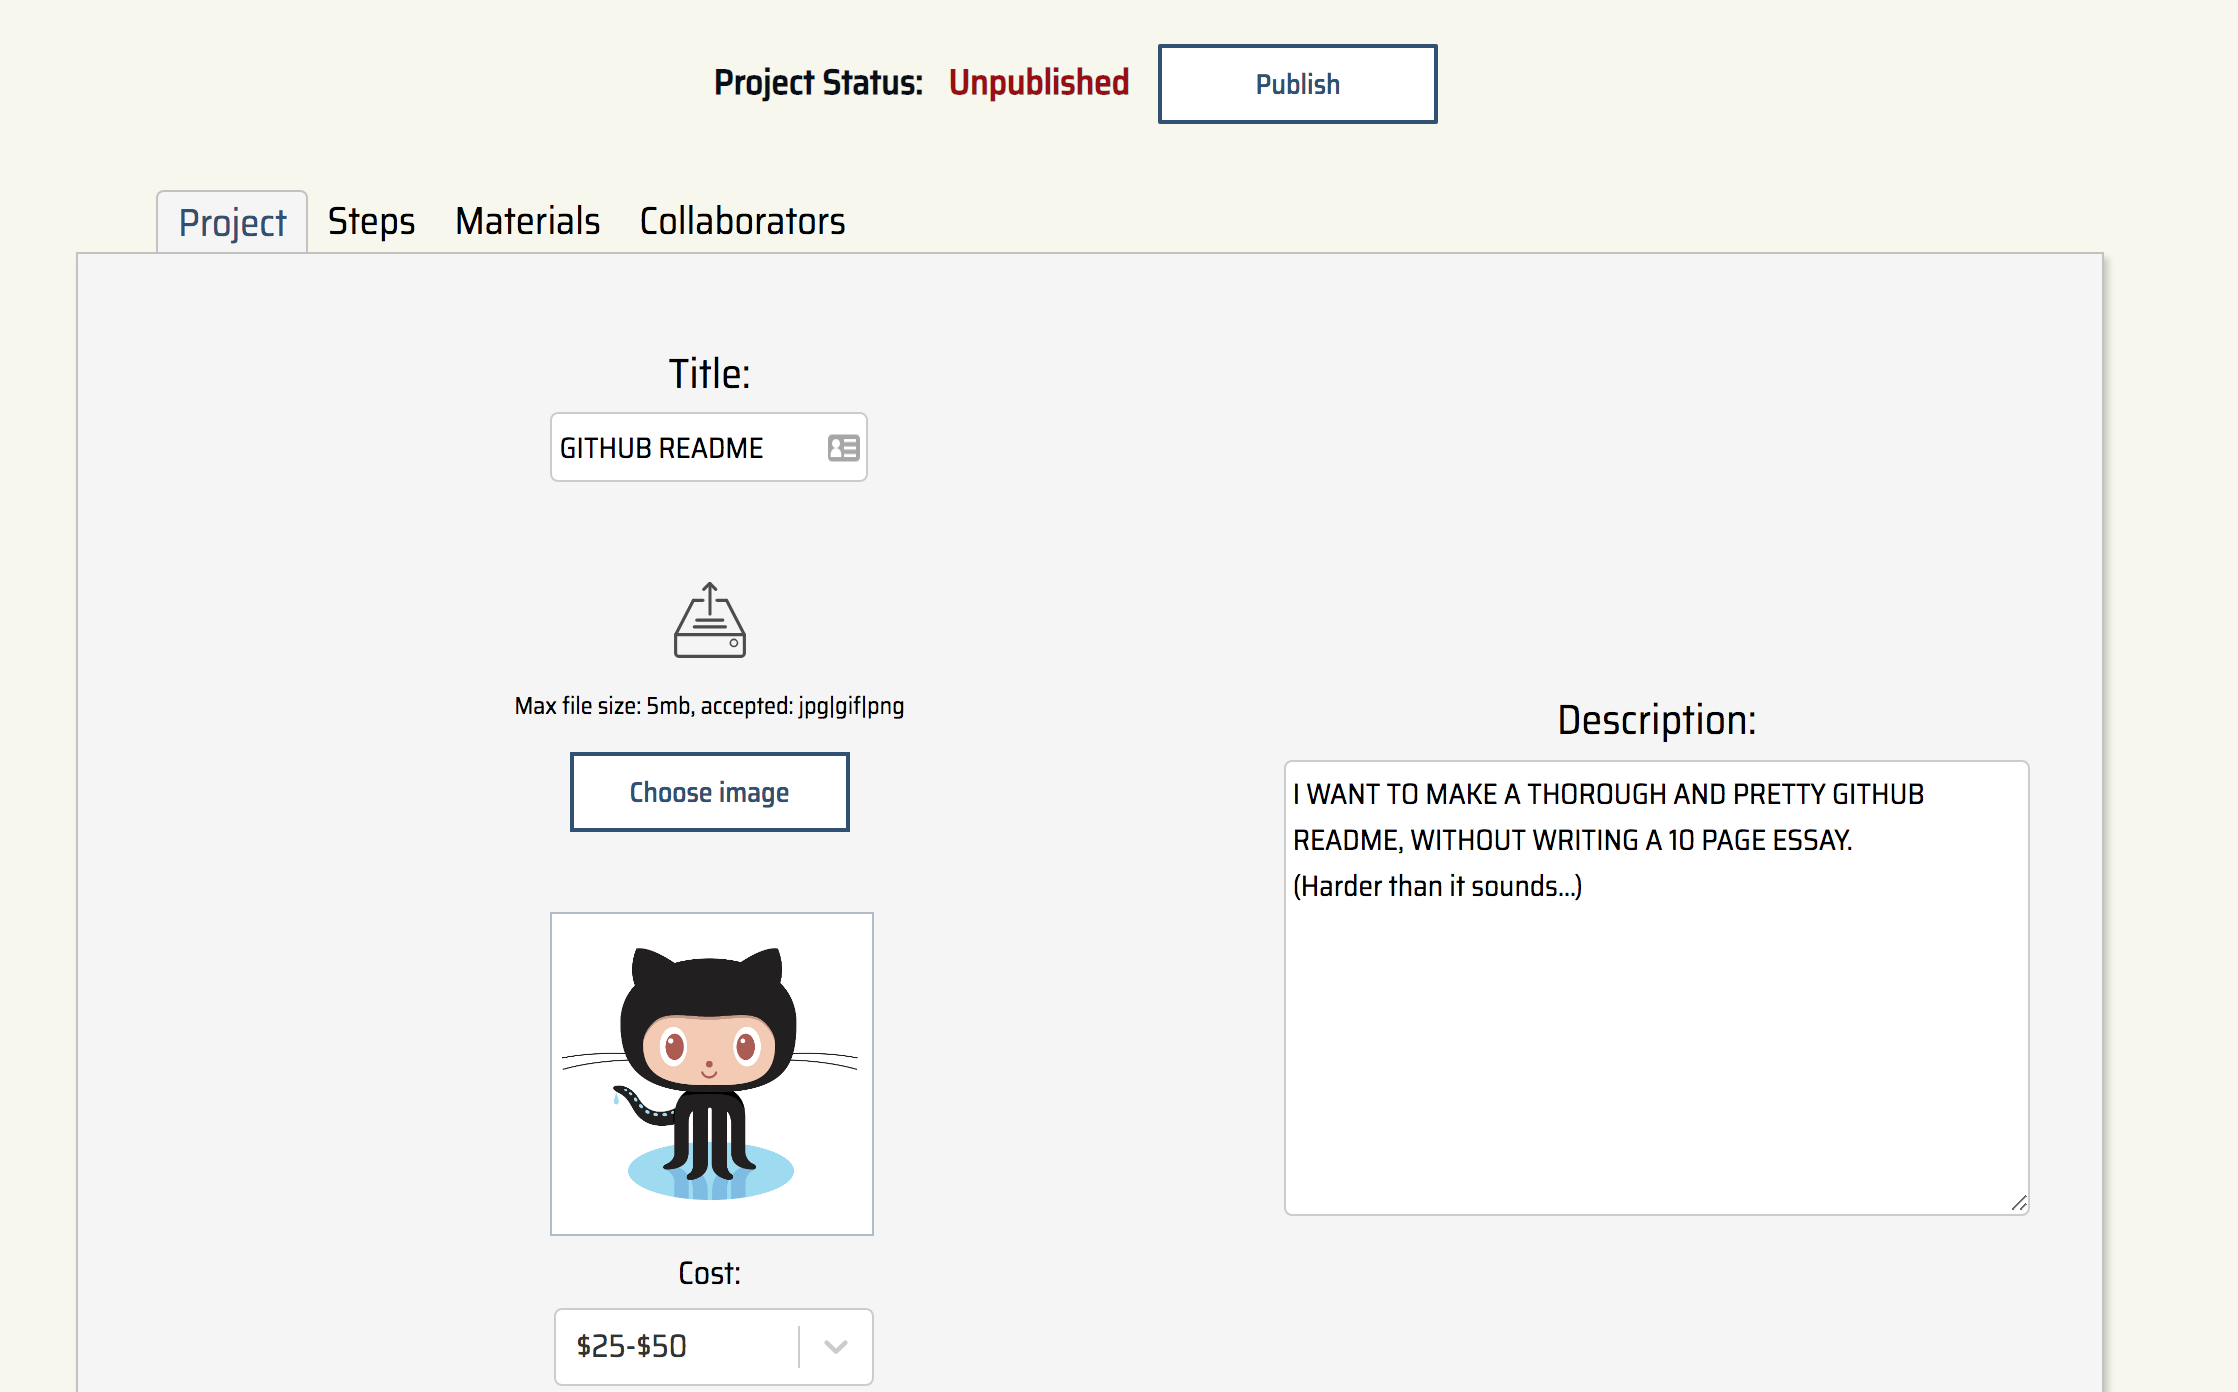 Project Status: Unpublished Publish
Project Steps Materials Collaborators
Title:
GITHUB README
Max file size: 5mb, accepted: jpg|gif|png
Choose image
Cost:
$25-$50
Description:
I WANT TO MAKE A THOROUGH AND PRETTY GITHUB
README, WITHOUT WRITING A 10 PAGE ESSAY.
(Harder than it sounds...)